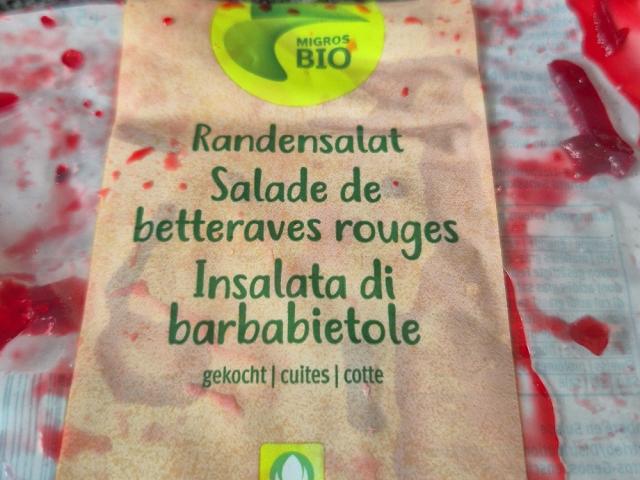 MIGROS
BIO
Randensalat
Salade de
betteraves rouges
Insalata di
barbabietole
gekocht | cuites | cotte